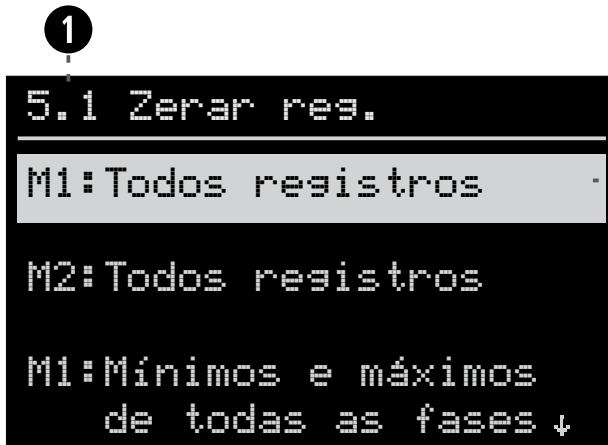 1
5.1 Zerar reg.
M1:Todos registros
M2:Todos registros
M1:Mínimos e máximos
de todas as fases↓